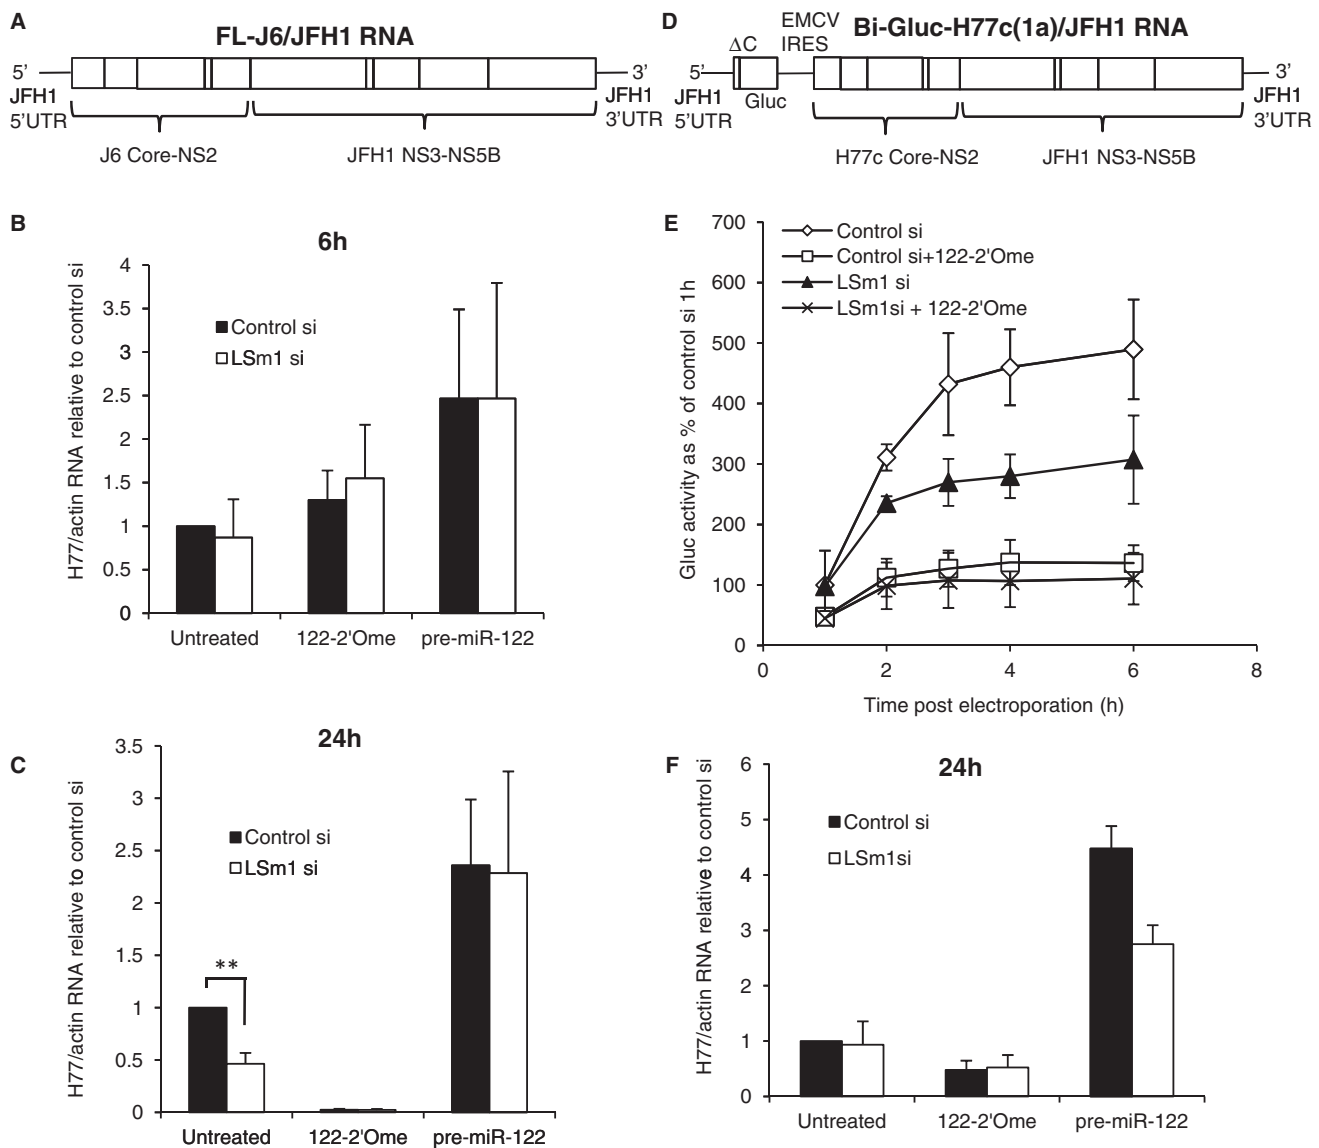 A
FL-J6/JFH1 RNA
5’
3’
JFH1
5’UTR
JFH1
3’UTR
J6 Core-NS2
JFH1 NS3-NS5B
D
EMCV
IRES
Bi-Gluc-H77c(1a)/JFH1 RNA
ΔC
5’
3’
Gluc
JFH1
5’UTR
JFH1
3’UTR
H77c Core-NS2
JFH1 NS3-NS5B
B
6h
H77/actin RNA relative to control si
4
3.5
3
2.5
2
1.5
1
0.5
0
Control si
LSm1 si
Untreated
122-2'Ome
pre-miR-122
E
Gluc activity as % of control si 1h
700
600
500
400
300
200
100
0
Control si
Control si+122-2'Ome
LSm1 si
LSm1si + 122-2'Ome
0
2
4
6
8
Time post electroporation (h)
C
24h
H77/actin RNA relative to control si
3.5
3
2.5
2
1.5
1
0.5
0
Control si
LSm1 si
**
Untreated
122-2'Ome
pre-miR-122
F
24h
H77/actin RNA relative to control si
6
5
4
3
2
1
0
Control si
LSm1si
Untreated
122-2'Ome
pre-miR-122